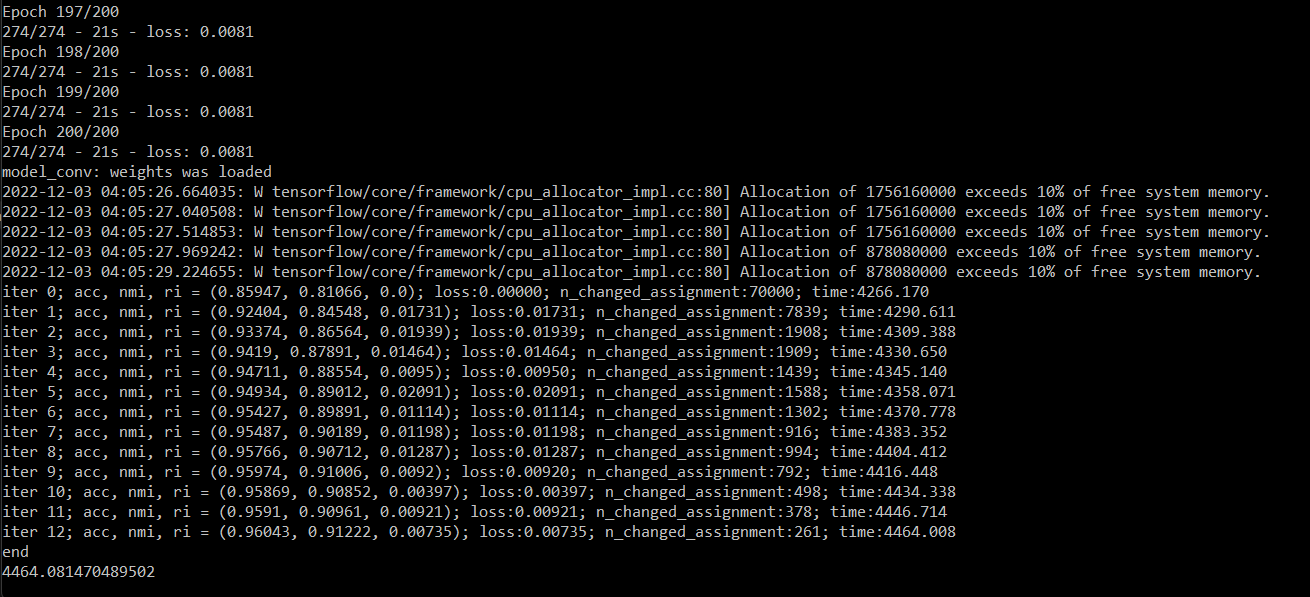 Epoch 197/200
274/274 - 21s - loss: 0.0081
Epoch 198/200
274/274 - 21s - loss: 0.0081
Epoch 199/200
274/274 - 21s - loss: 0.0081
Epoch 200/200
274/274 - 21s - loss: 0.0081
model_conv: weights was loaded
2022-12-03 04:05:26.664035: W tensorflow/core/framework/cpu_allocator_impl.cc:80] Allocation of 1756160000 exceeds 10% of free system memory.
2022-12-03 04:05:27.040508: W tensorflow/core/framework/cpu_allocator_impl.cc:80] Allocation of 1756160000 exceeds 10% of free system memory.
2022-12-03 04:05:27.514853: W tensorflow/core/framework/cpu_allocator_impl.cc:80] Allocation of 1756160000 exceeds 10% of free system memory.
2022-12-03 04:05:27.969242: W tensorflow/core/framework/cpu_allocator_impl.cc:80] Allocation of 878080000 exceeds 10% of free system memory.
2022-12-03 04:05:29.224655: W tensorflow/core/framework/cpu_allocator_impl.cc:80] Allocation of 878080000 exceeds 10% of free system memory.
iter 0; acc, nmi, ri = (0.85947, 0.81066, 0.0); loss:0.00000; n_changed_assignment:70000; time:4266.170
iter 1; acc, nmi, ri = (0.92404, 0.84548, 0.01731); loss:0.01731; n_changed_assignment:7839; time:4290.611
iter 2; acc, nmi, ri = (0.93374, 0.86564, 0.01939); loss:0.01939; n_changed_assignment:1908; time:4309.388
iter 3; acc, nmi, ri = (0.9419, 0.87891, 0.01464); loss:0.01464; n_changed_assignment:1909; time:4330.650
iter 4; acc, nmi, ri = (0.94711, 0.88554, 0.0095); loss:0.00950; n_changed_assignment:1439; time:4345.140
iter 5; acc, nmi, ri = (0.94934, 0.89012, 0.02091); loss:0.02091; n_changed_assignment:1588; time:4358.071
iter 6; acc, nmi, ri = (0.95427, 0.89891, 0.01114); loss:0.01114; n_changed_assignment:1302; time:4370.778
iter 7; acc, nmi, ri = (0.95487, 0.90189, 0.01198); loss:0.01198; n_changed_assignment:916; time:4383.352
iter 8; acc, nmi, ri = (0.95766, 0.90712, 0.01287); loss:0.01287; n_changed_assignment:994; time:4404.412
iter 9; acc, nmi, ri = (0.95974, 0.91006, 0.0092); loss:0.00920; n_changed_assignment:792; time:4416.448
iter 10; acc, nmi, ri = (0.95869, 0.90852, 0.00397); loss:0.00397; n_changed_assignment:498; time:4434.338
iter 11; acc, nmi, ri = (0.9591, 0.90961, 0.00921); loss:0.00921; n_changed_assignment:378; time:4446.714
iter 12; acc, nmi, ri = (0.96043, 0.91222, 0.00735); loss:0.00735; n_changed_assignment:261; time:4464.008
end
4464.081470489502